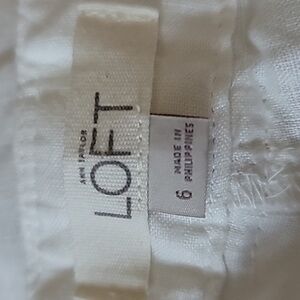 ANN TAYLOR
LOFT
6
MADE IN
PHILIPPINES